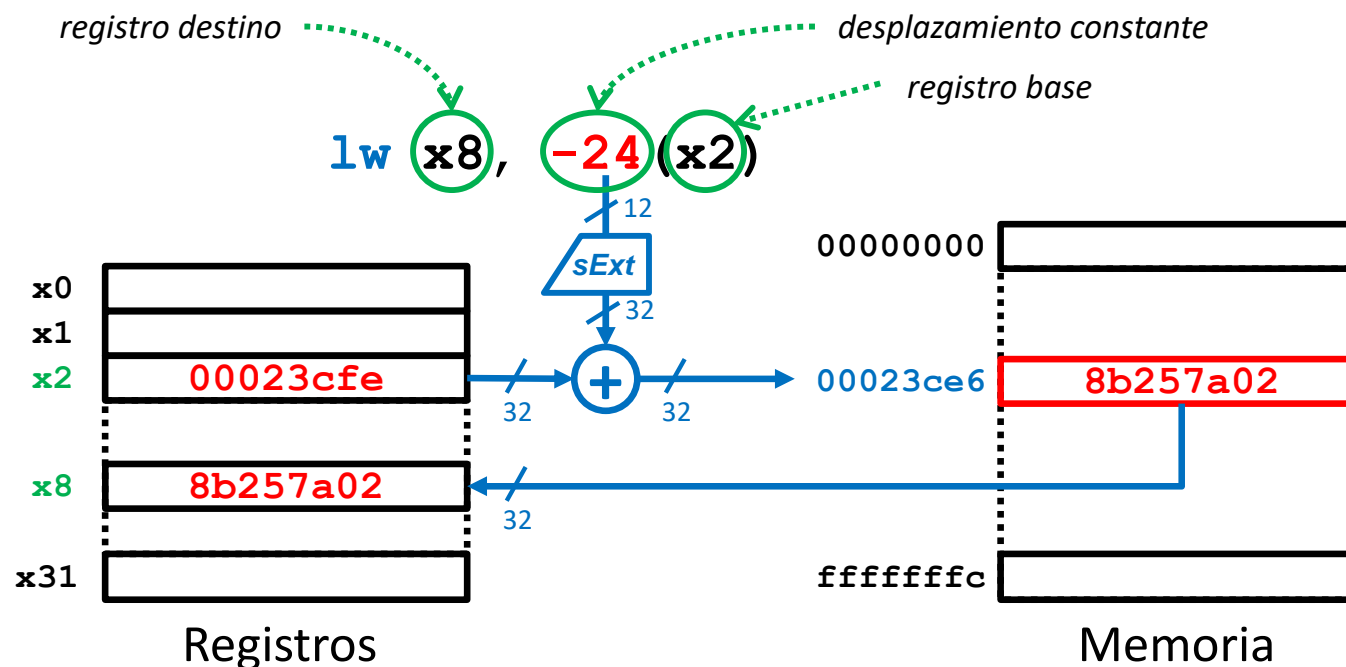 registro destino
desplazamiento constante
registro base
lw x8, -24(x2)
12
sExt
32
00000000
x0
x1
x2 00023cfe
32
+
32
00023ce6 8b257a02
x8 8b257a02
32
x31
fffffffc
Registros
Memoria